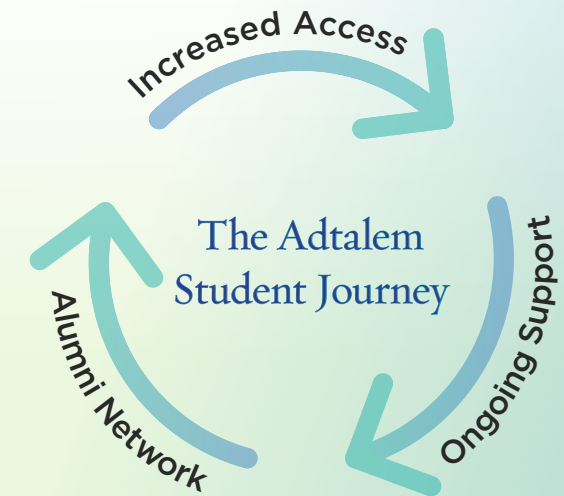 Increased Access
The Adtalem
Student Journey
Ongoing Support
Alumni Network